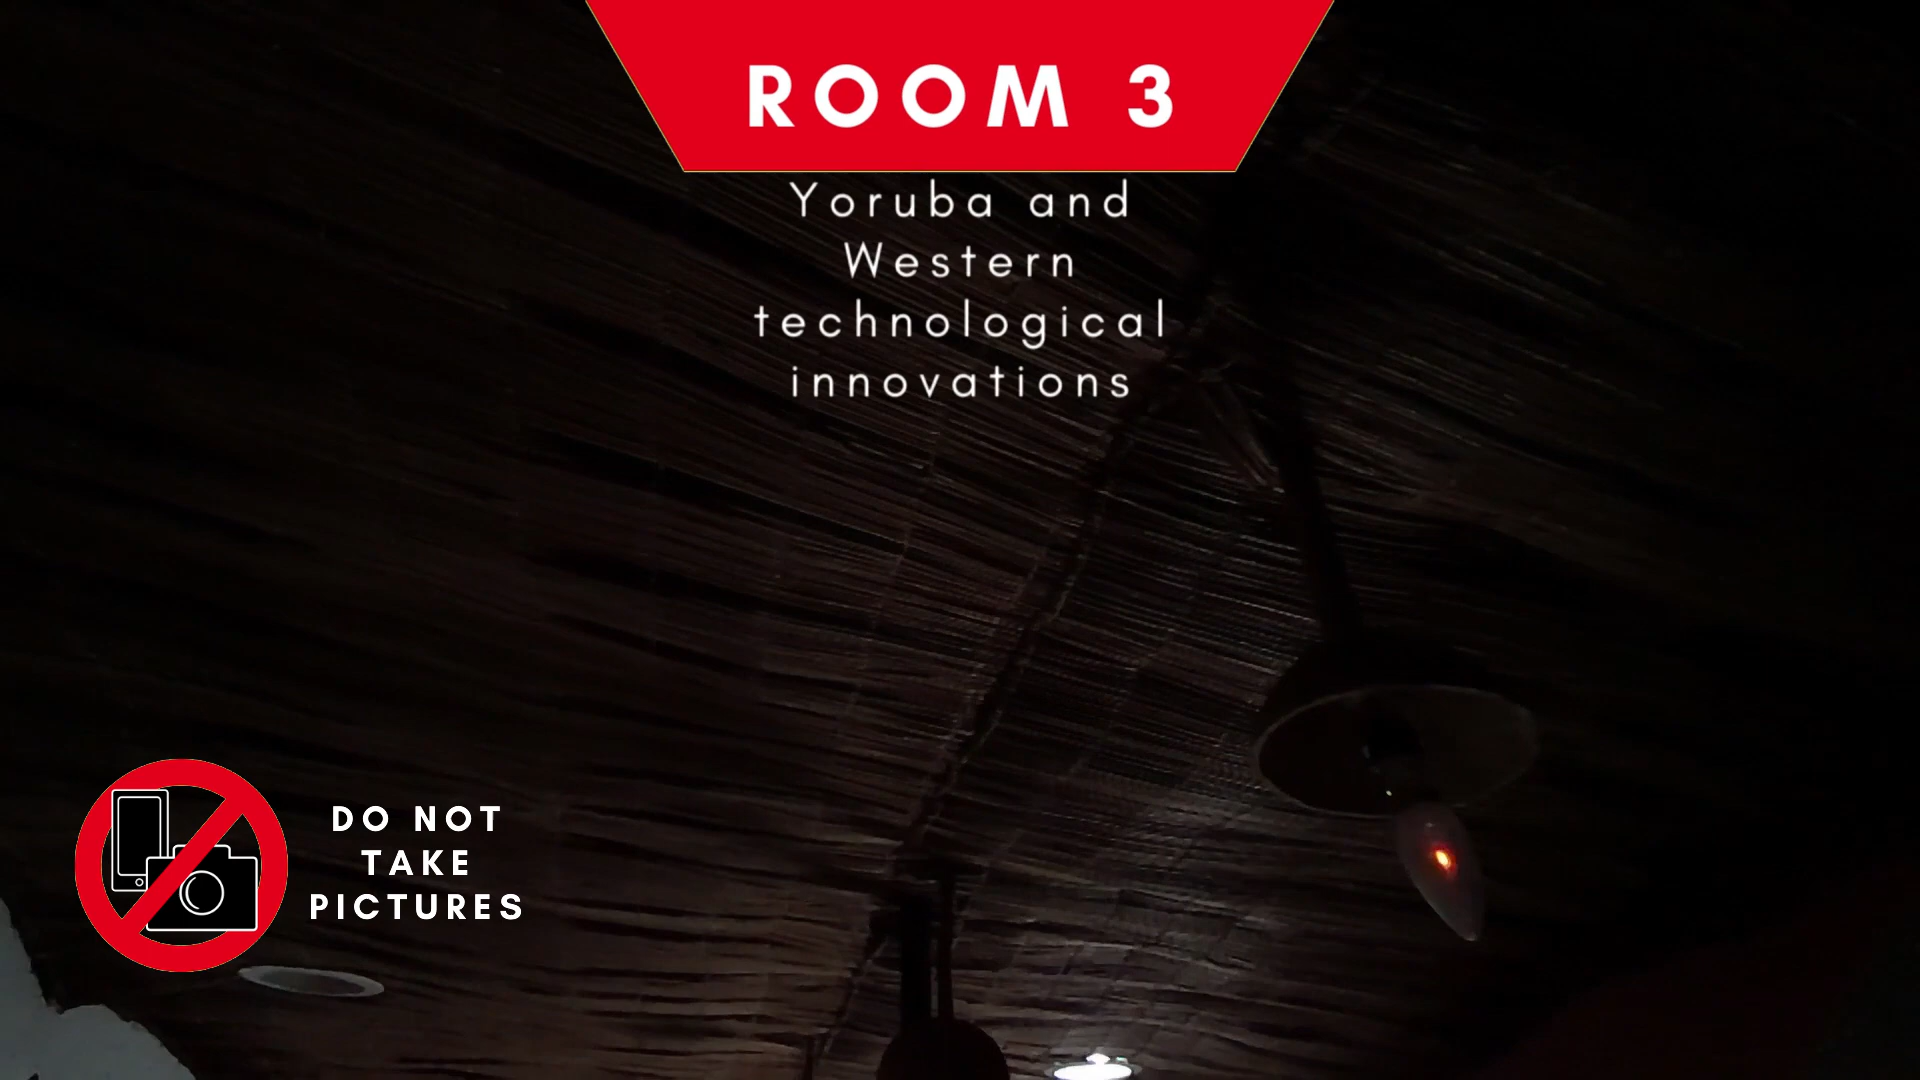 ROOM 3
Yoruba and
Western
technological
innovations
DO NOT
TAKE
PICTURES